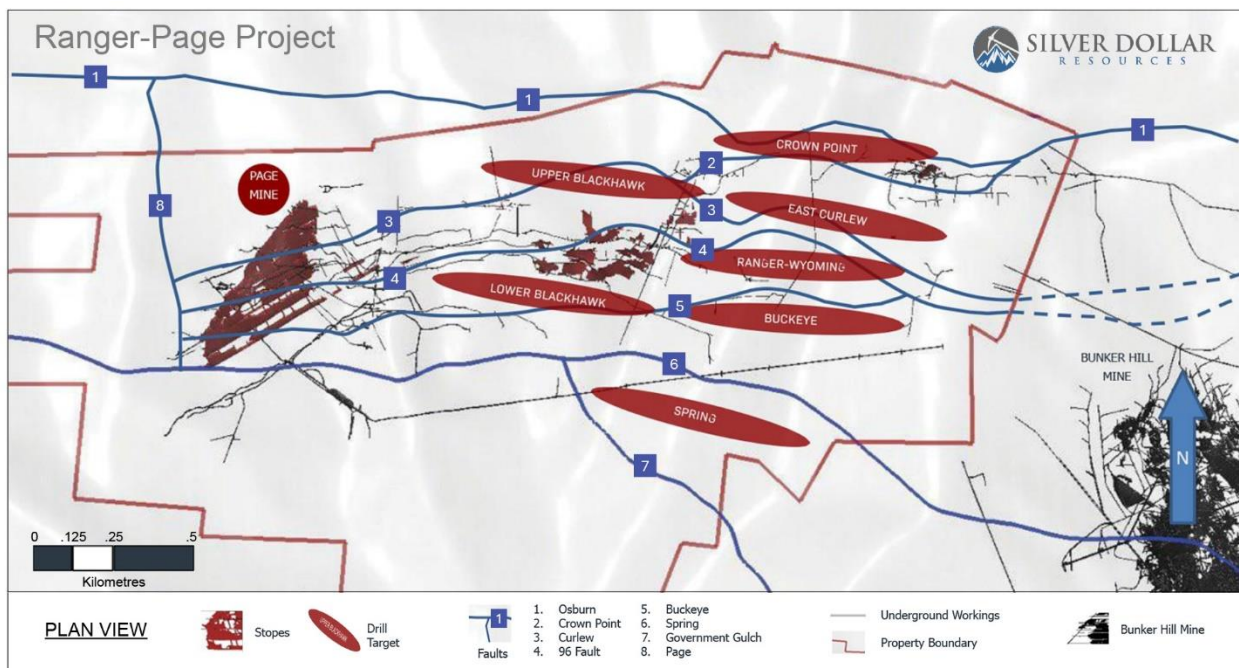 Ranger-Page Project
SILVER DOLLAR
RESOURCES
1
1
1
CROWN POINT
2
UPPER BLACKHAWK
PAGE
MINE
8
3
3
EAST CURLEW
4
4
RANGER-WYOMING
LOWER BLACKHAWK
5
BUCKEYE
6
BUNKER HILL
MINE
SPRING
7
N
0 .125 .25 .5
Kilometres
PLAN VIEW
Stopes
UPPER BLACKHAWK
Drill
Target
1
Faults
1. Osburn
2. Crown Point
3. Curlew
4. 96 Fault
5. Buckeye
6. Spring
7. Government Gulch
8. Page
Underground Workings
Property Boundary
Bunker Hill Mine